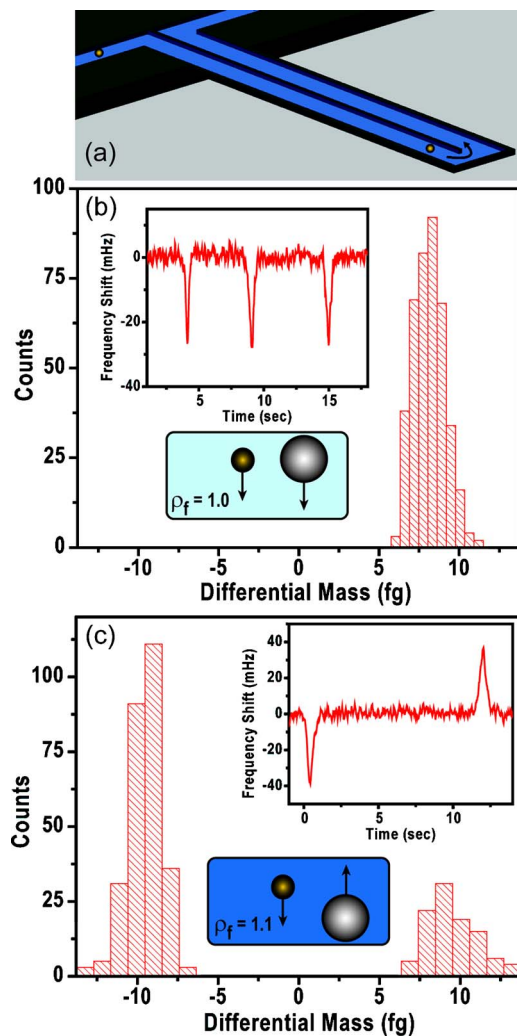 (a)
(b)
100
75
50
25
0
Counts
-10
-5
0
5
10
Differential Mass (fg)
Frequency Shift (mHz)
0
-20
-40
5
10
15
Time (sec)
ρf = 1.0
(c)
100
75
50
25
0
Counts
-10
-5
0
5
10
Differential Mass (fg)
Frequency Shift (mHz)
40
20
0
-20
-40
0
5
10
Time (sec)
ρf = 1.1